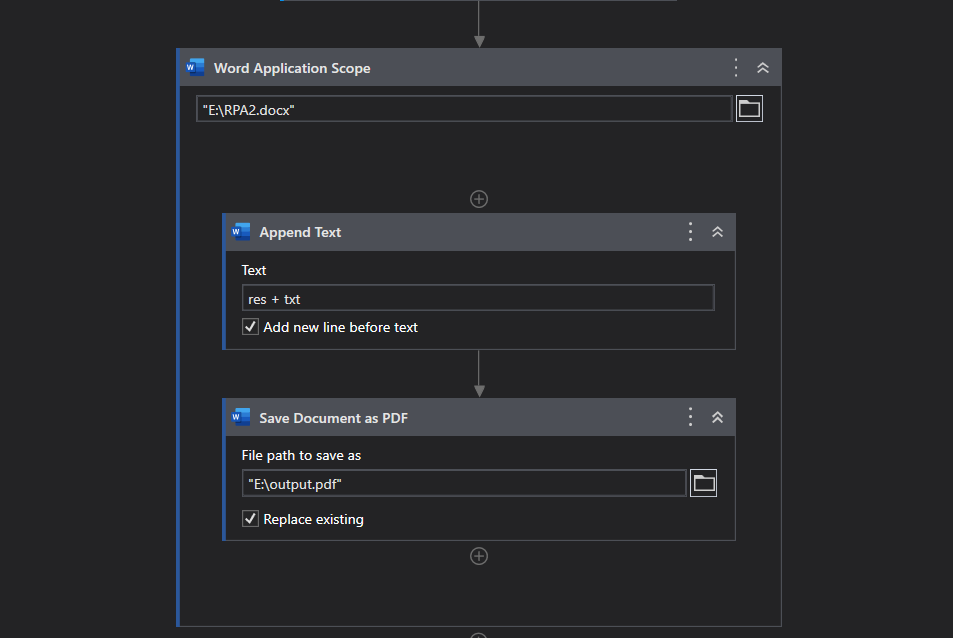 Word Application Scope
"E:\RPA2.docx"
Append Text
Text
res + txt
Add new line before text
Save Document as PDF
File path to save as
"E:\output.pdf"
Replace existing